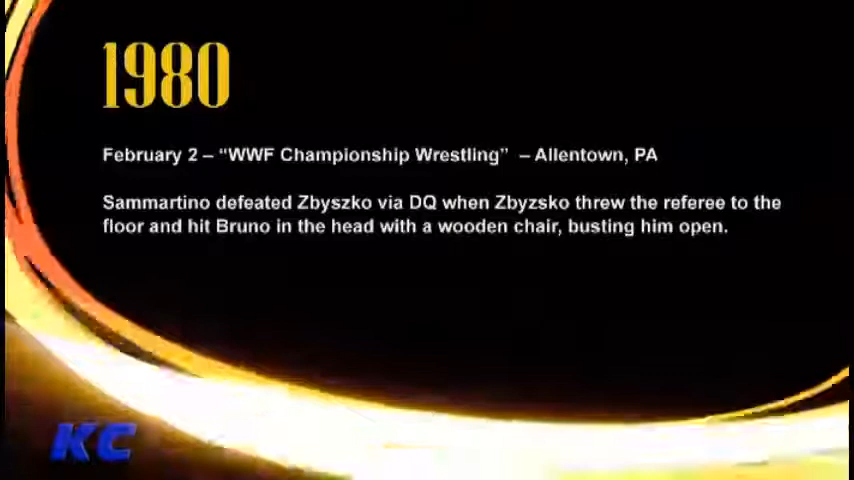 1980
February 2 – “WWF Championship Wrestling” – Allentown, PA
Sammartino defeated Zbyszko via DQ when Zbyzsko threw the referee to the
floor and hit Bruno in the head with a wooden chair, busting him open.
KC